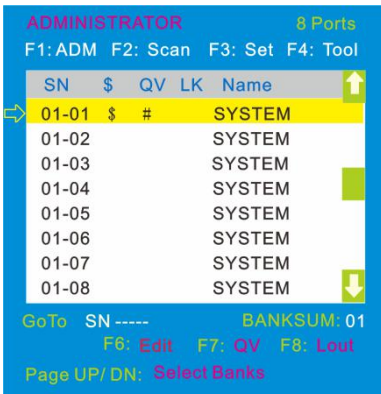 ADMINISTRATOR 8 Ports
F1: ADM F2: Scan F3: Set F4: Tool
SN $ QV LK Name
01-01 $ # SYSTEM
01-02 SYSTEM
01-03 SYSTEM
01-04 SYSTEM
01-05 SYSTEM
01-06 SYSTEM
01-07 SYSTEM
01-08 SYSTEM
GoTo SN ----- BANKSUM: 01
F6: Edit F7: QV F8: Lout
Page UP/ DN: Select Banks